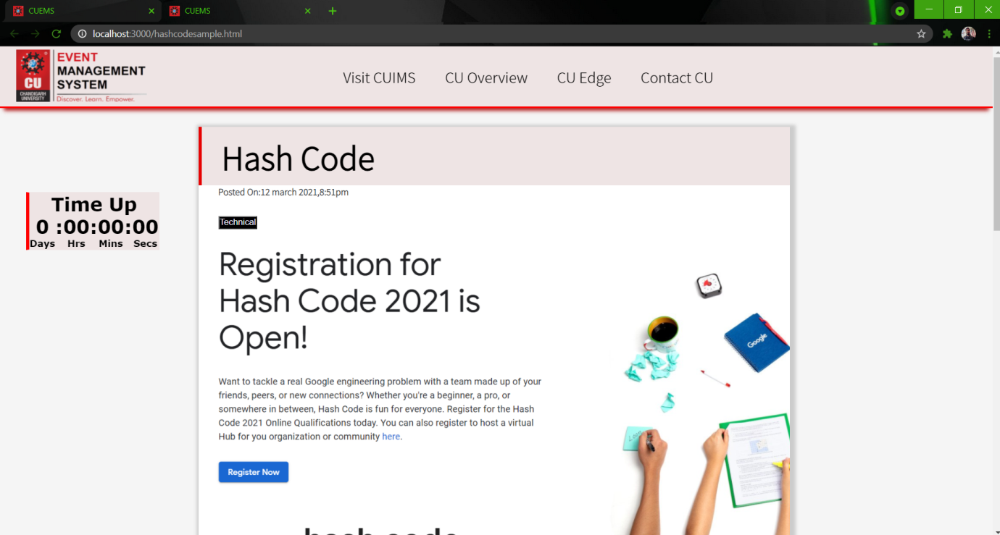 CUEMS
CUEMS
localhost:3000/hashcodesample.html
EVENT
MANAGEMENT
SYSTEM
CU
CHANDIGARH
UNIVERSITY
Discover. Learn. Empower.
Visit CUIMS CU Overview CU Edge Contact CU
Hash Code
Posted On:12 march 2021,8:51pm
Time Up
0 :00:00:00
Days Hrs Mins Secs
Technical
Registration for
Hash Code 2021 is
Open!
Google
Want to tackle a real Google engineering problem with a team made up of your
friends, peers, or new connections? Whether you're a beginner, a pro, or
somewhere in between, Hash Code is fun for everyone. Register for the Hash
Code 2021 Online Qualifications today. You can also register to host a virtual
Hub for you organization or community here.
Register Now
hash code